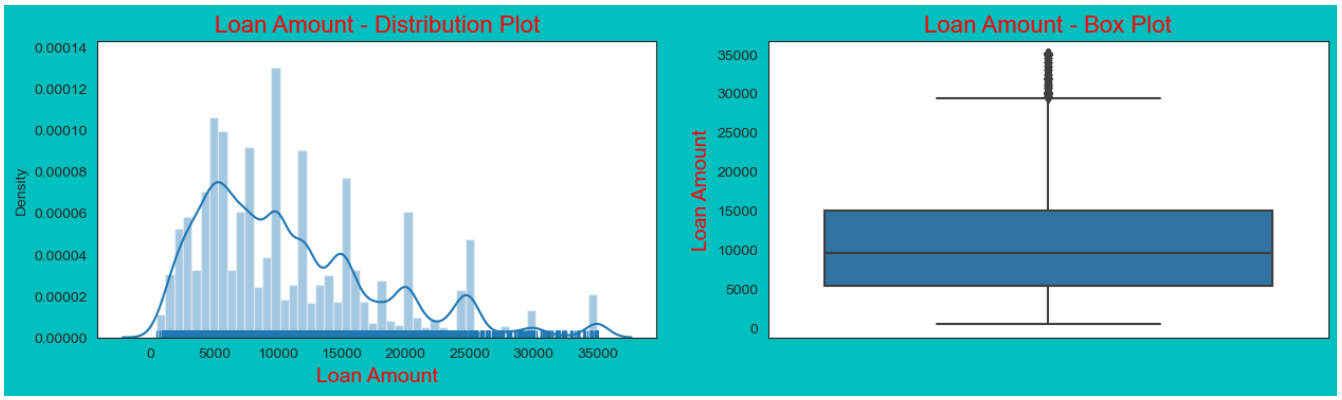 Loan Amount - Distribution Plot
0.00014
0.00012
0.00010
0.00008
0.00006
0.00004
0.00002
0.00000
Density
0 5000 10000 15000 20000 25000 30000 35000
Loan Amount
Loan Amount - Box Plot
35000
30000
25000
20000
15000
10000
5000
0
Loan Amount